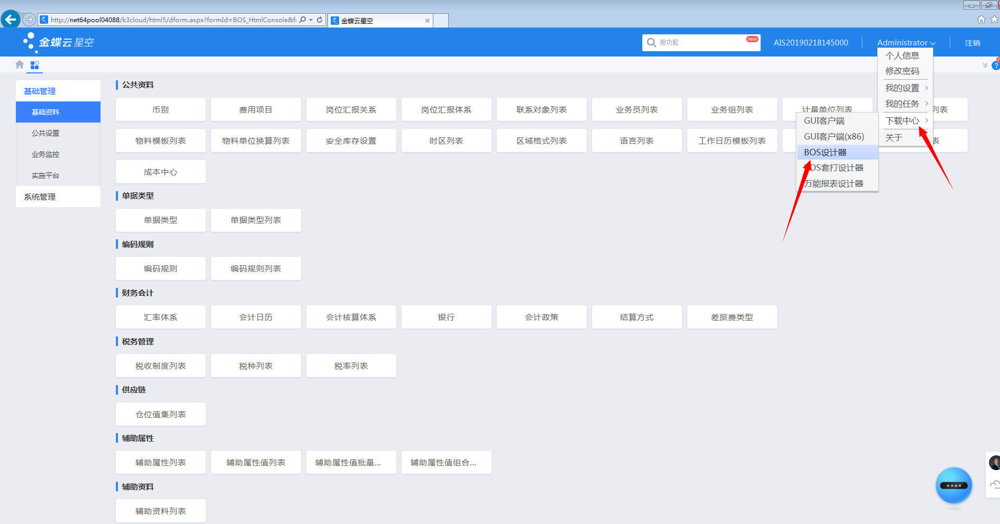 http://net64pool04088/k3cloud/html5/dform.aspx?formId=BOS_HtmlConsole&f
金蝶云星空
金蝶云 星空
搜功能
new
AIS20190218145000
Administrator
注销
个人信息
修改密码
我的设置
我的任务
下载中心
关于
GUI客户端
GUI客户端(x86)
BOS设计器
OS套打设计器
万能报表设计器
基础管理
基础资料
公共设置
业务监控
实施平台
系统管理
公共资料
币别
费用项目
岗位汇报关系
岗位汇报体系
联系对象列表
业务员列表
业务组列表
计量单位列表
列表
物料模板列表
物料单位换算列表
安全库存设置
时区列表
区域格式列表
语言列表
工作日历模板列表
表
成本中心
单据类型
单据类型
单据类型列表
编码规则
编码规则
编码规则列表
财务会计
汇率体系
会计日历
会计核算体系
银行
会计政策
结算方式
差旅费类型
税务管理
税收制度列表
税种列表
税率列表
供应链
仓位值集列表
辅助属性
辅助属性列表
辅助属性值列表
辅助属性值批量...
辅助属性值组合...
辅助资料
辅助资料列表